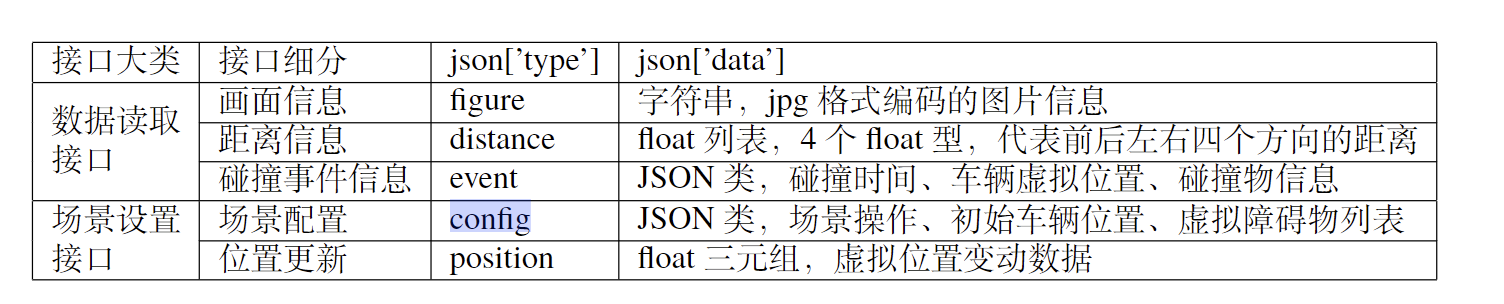 接口大类 接口细分 json['type'] json['data']
数据读取接口 画面信息 figure 字符串，jpg 格式编码的图片信息
距离信息 distance float 列表，4 个 float 型，代表前后左右四个方向的距离
碰撞事件信息 event JSON 类，碰撞时间、车辆虚拟位置、碰撞物信息
场景设置接口 场景配置 config JSON 类，场景操作、初始车辆位置、虚拟障碍物列表
位置更新 position float 三元组，虚拟位置变动数据